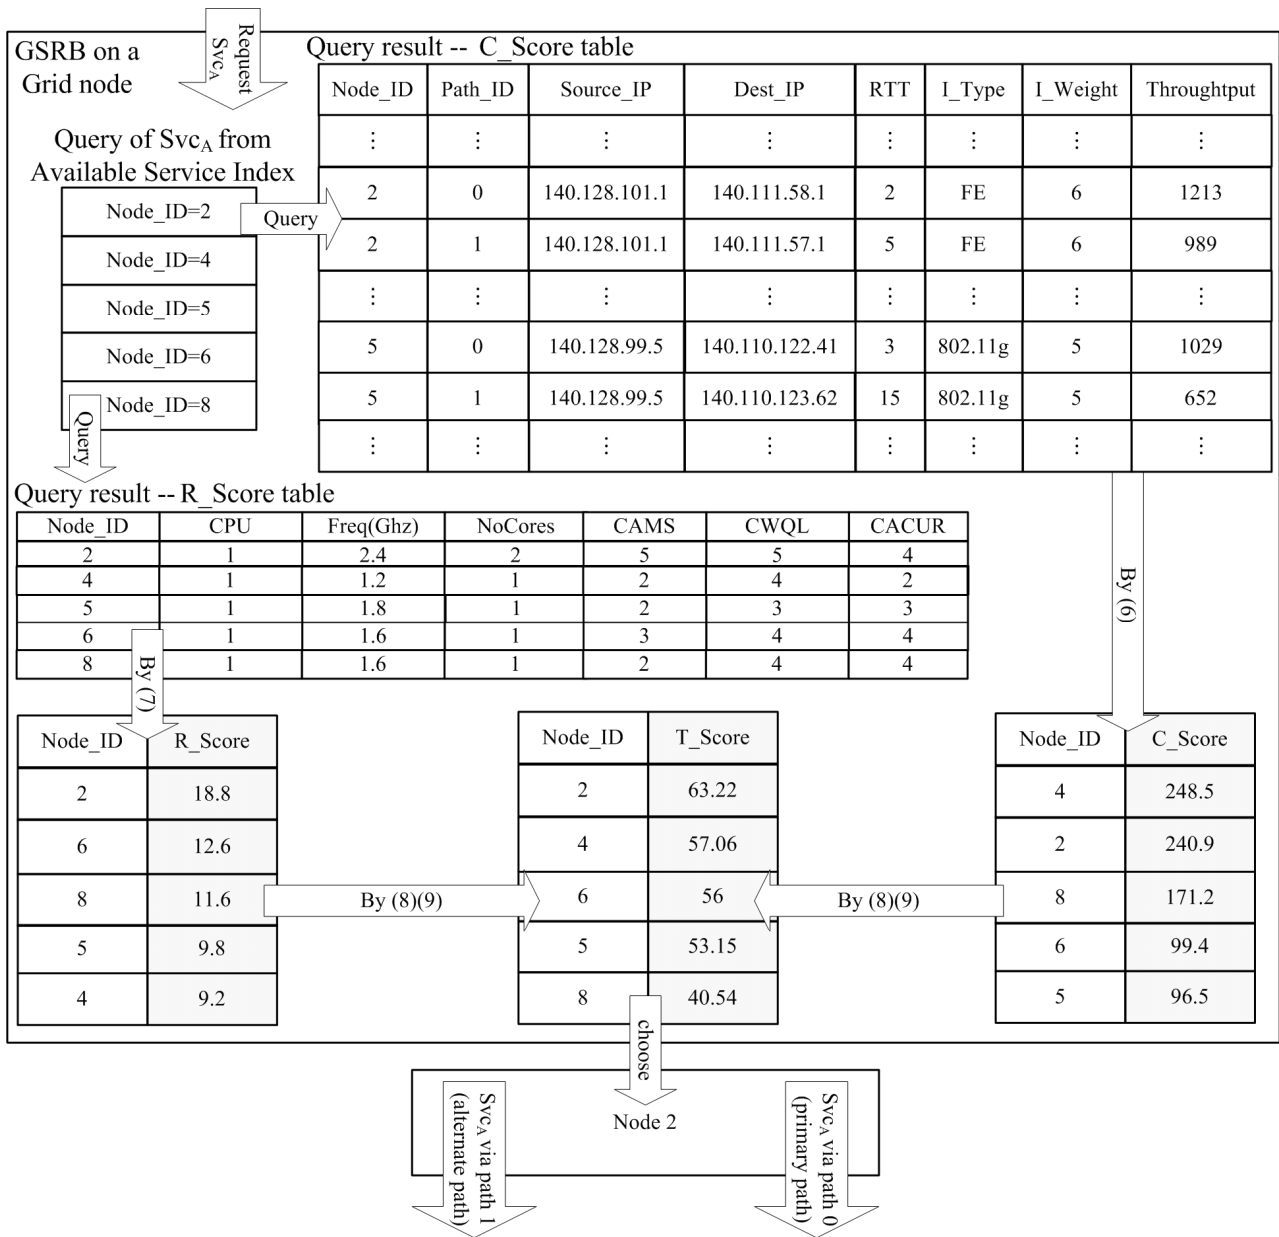 Request
Svc_A
GSRB on a
Grid node
Query of Svc_A from
Available Service Index
Node_ID=2
Node_ID=4
Node_ID=5
Node_ID=6
Node_ID=8
Query
Query
Query result -- C_Score table
Node_ID Path_ID Source_IP Dest_IP RTT I_Type I_Weight Throughtput
⋮ ⋮ ⋮ ⋮ ⋮ ⋮ ⋮ ⋮
2 0 140.128.101.1 140.111.58.1 2 FE 6 1213
2 1 140.128.101.1 140.111.57.1 5 FE 6 989
⋮ ⋮ ⋮ ⋮ ⋮ ⋮ ⋮ ⋮
5 0 140.128.99.5 140.110.122.41 3 802.11g 5 1029
5 1 140.128.99.5 140.110.123.62 15 802.11g 5 652
⋮ ⋮ ⋮ ⋮ ⋮ ⋮ ⋮ ⋮
Query result -- R_Score table
Node_ID CPU Freq(Ghz) NoCores CAMS CWQL CACUR
2 1 2.4 2 5 5 4
4 1 1.2 1 2 4 2
5 1 1.8 1 2 3 3
6 1 1.6 1 3 4 4
8 1 1.6 1 2 4 4
By (6)
By (7)
Node_ID R_Score
2 18.8
6 12.6
8 11.6
5 9.8
4 9.2
By (8)(9)
Node_ID T_Score
2 63.22
4 57.06
6 56
5 53.15
8 40.54
By (8)(9)
Node_ID C_Score
4 248.5
2 240.9
8 171.2
6 99.4
5 96.5
choose
Node 2
Svc_A via path 1
(alternate path)
Svc_A via path 0
(primary path)